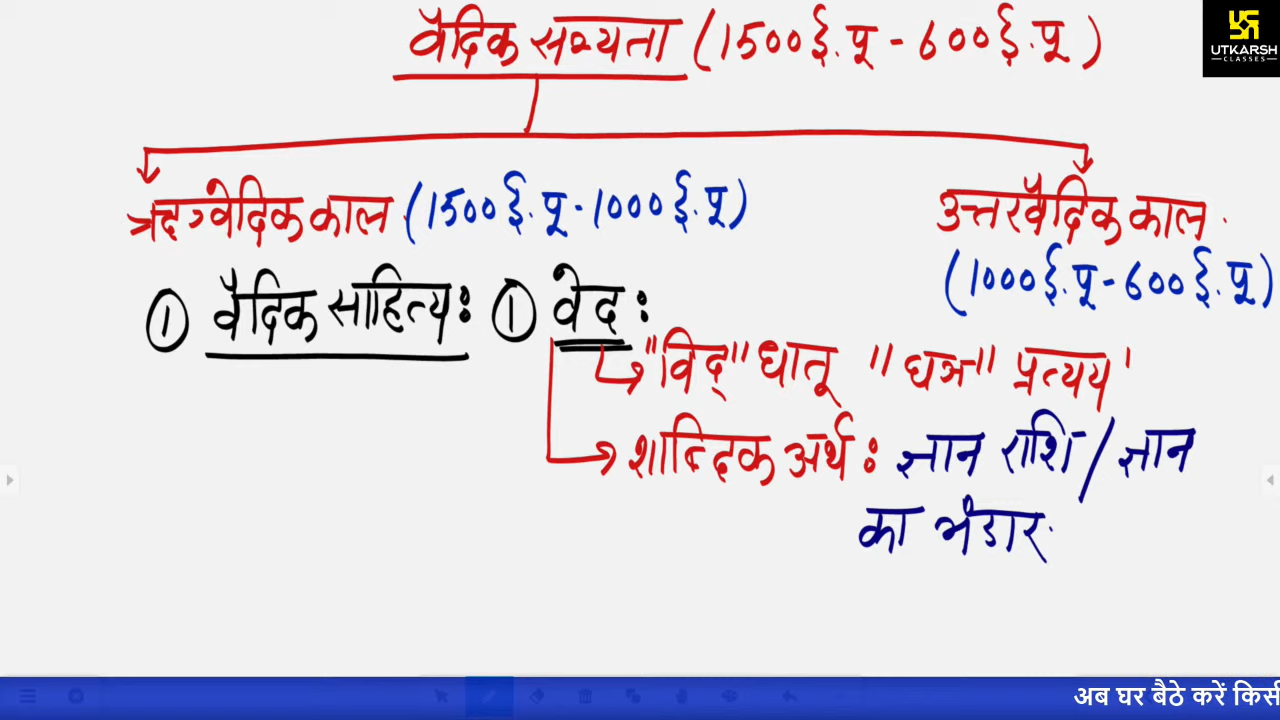 वैदिक सभ्यता (1500 ई.पू - 600 ई.पू)
UTKARSH
CLASSES
ऋग्वेदिक काल (1500 ई.पू - 1000 ई.पू)
उत्तरवैदिक काल
(1000 ई.पू - 600 ई.पू)
① वैदिक साहित्य : ① वेद :
"विद्" धातू "घञ" प्रत्यय
शाब्दिक अर्थ : ज्ञान राशि / ज्ञान
का भंडार
अब घर बैठे करें किसी